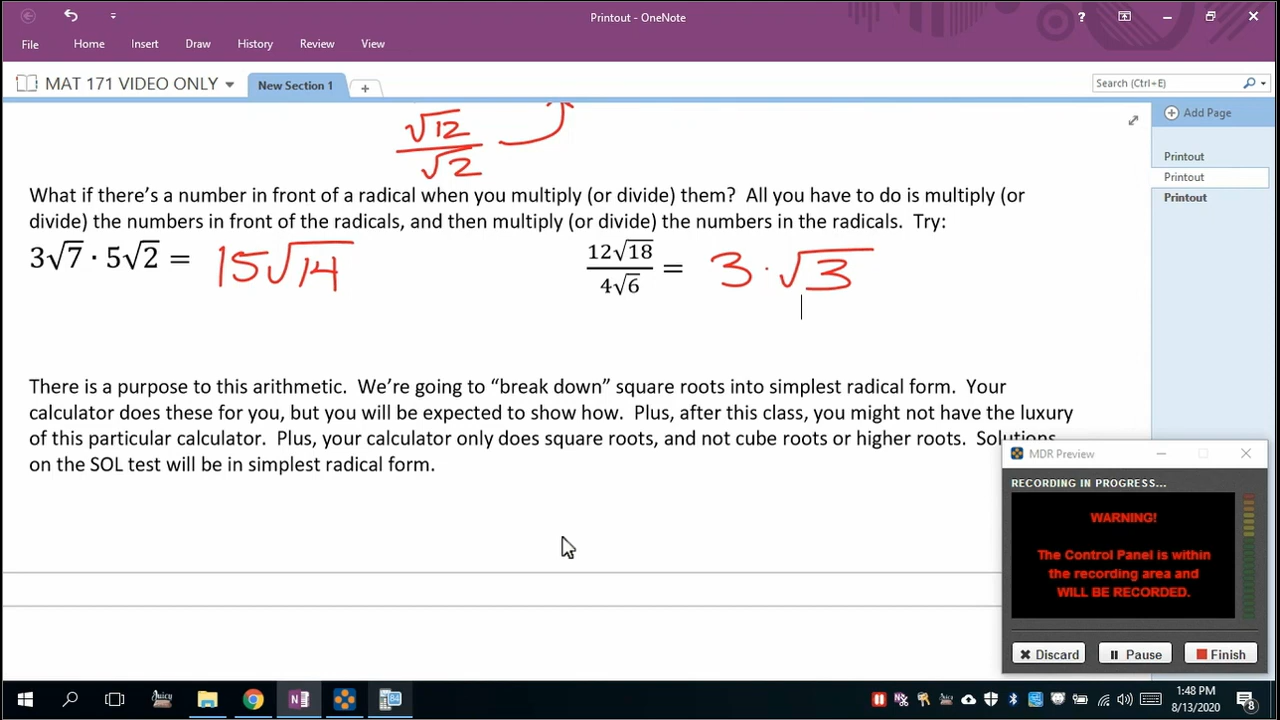 Printout - OneNote
?
File Home Insert Draw History Review View
MAT 171 VIDEO ONLY New Section 1 + Search (Ctrl+E)
Add Page
Printout
Printout
Printout
√12
√2
What if there's a number in front of a radical when you multiply (or divide) them? All you have to do is multiply (or
divide) the numbers in front of the radicals, and then multiply (or divide) the numbers in the radicals. Try:
3√7 · 5√2 = 15√14
12√18
4√6
= 3 · √3
There is a purpose to this arithmetic. We're going to “break down” square roots into simplest radical form. Your
calculator does these for you, but you will be expected to show how. Plus, after this class, you might not have the luxury
of this particular calculator. Plus, your calculator only does square roots, and not cube roots or higher roots. Solutions
on the SOL test will be in simplest radical form.
MDR Preview
RECORDING IN PROGRESS...
WARNING!
The Control Panel is within
the recording area and
WILL BE RECORDED.
Discard Pause Finish
Juicy
1:48 PM
8/13/2020
8